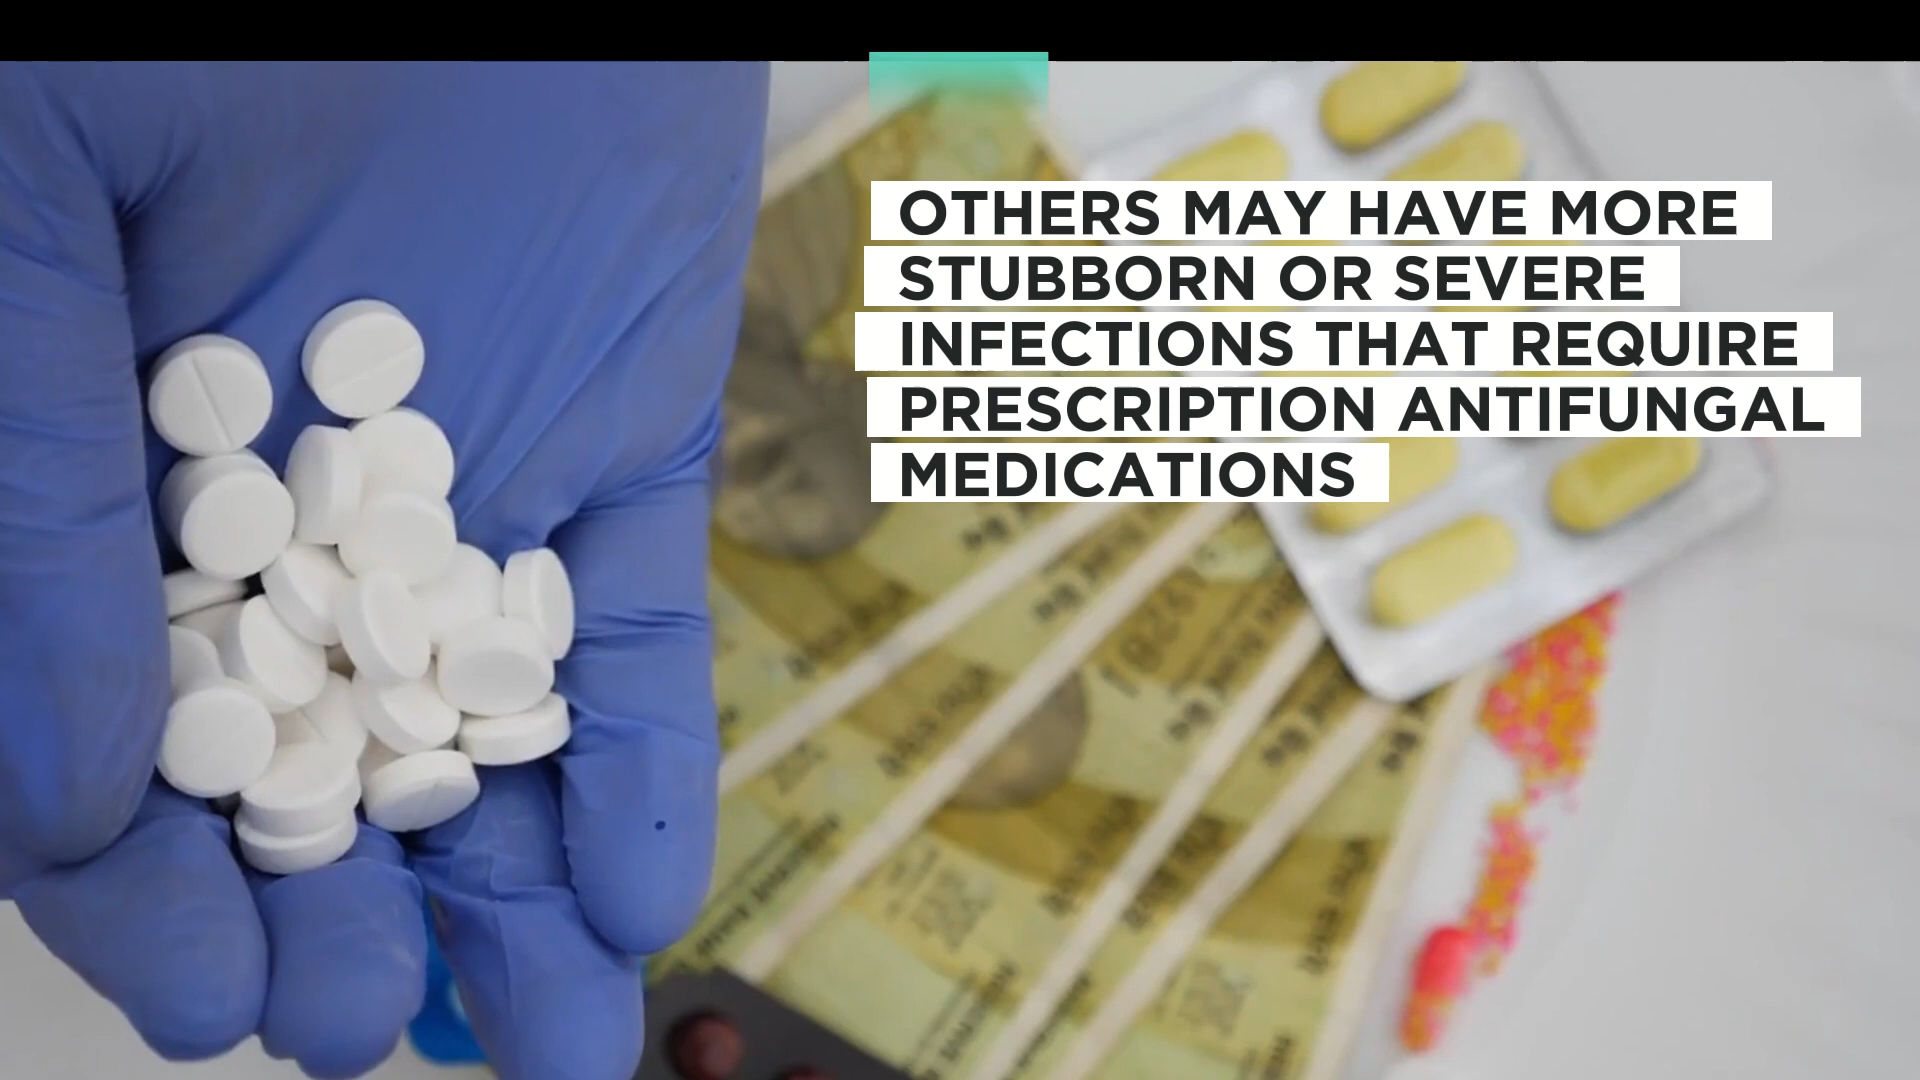 OTHERS MAY HAVE MORE
STUBBORN OR SEVERE
INFECTIONS THAT REQUIRE
PRESCRIPTION ANTIFUNGAL
MEDICATIONS